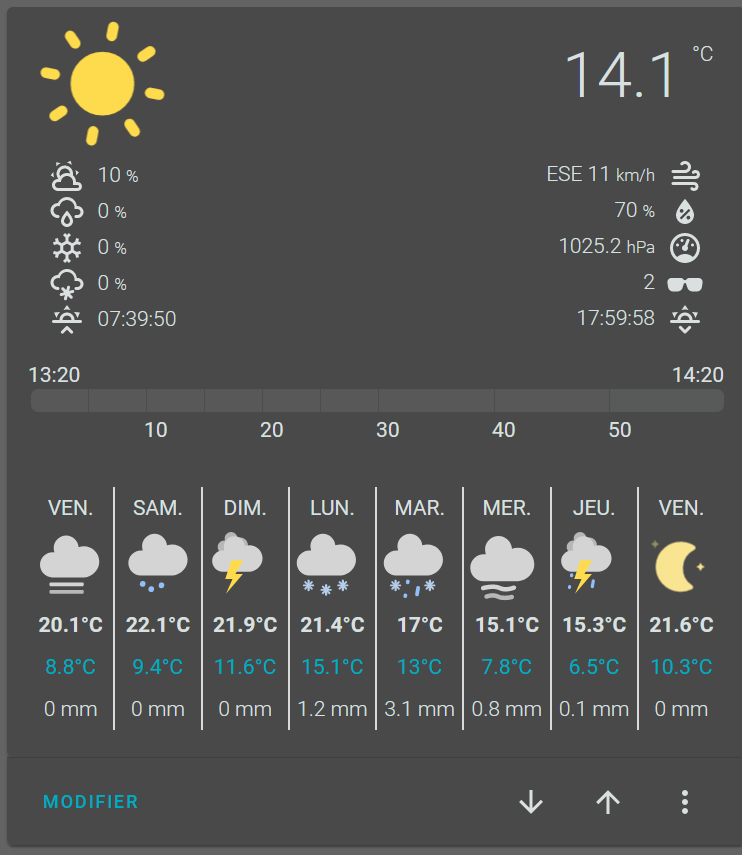 14.1 °C
10 % ESE 11 km/h
0 % 70 %
0 % 1025.2 hPa
0 % 2
07:39:50 17:59:58
13:20 14:20
10 20 30 40 50
VEN. SAM. DIM. LUN. MAR. MER. JEU. VEN.
20.1°C 22.1°C 21.9°C 21.4°C 17°C 15.1°C 15.3°C 21.6°C
8.8°C 9.4°C 11.6°C 15.1°C 13°C 7.8°C 6.5°C 10.3°C
0 mm 0 mm 0 mm 1.2 mm 3.1 mm 0.8 mm 0.1 mm 0 mm
MODIFIER